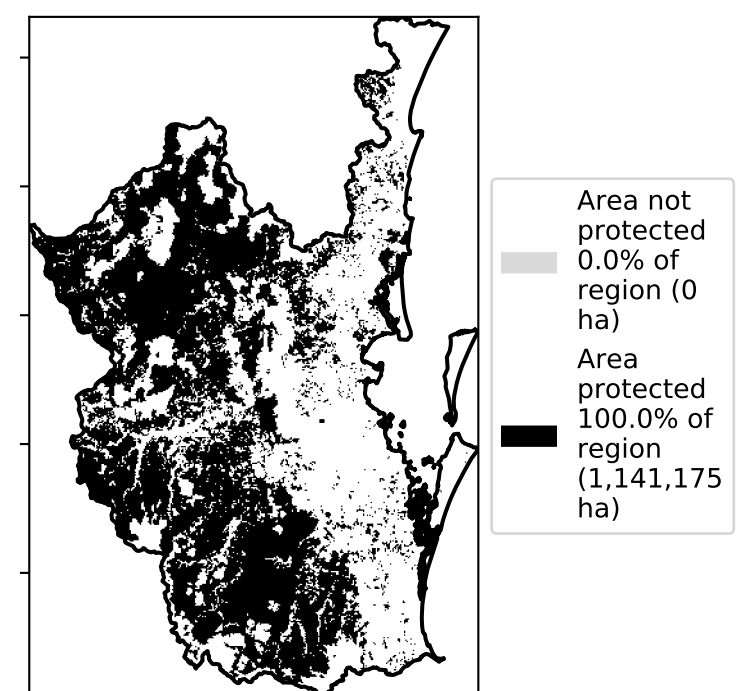 Area not
protected
0.0% of
region (0
ha)
Area
protected
100.0% of
region
(1,141,175
ha)